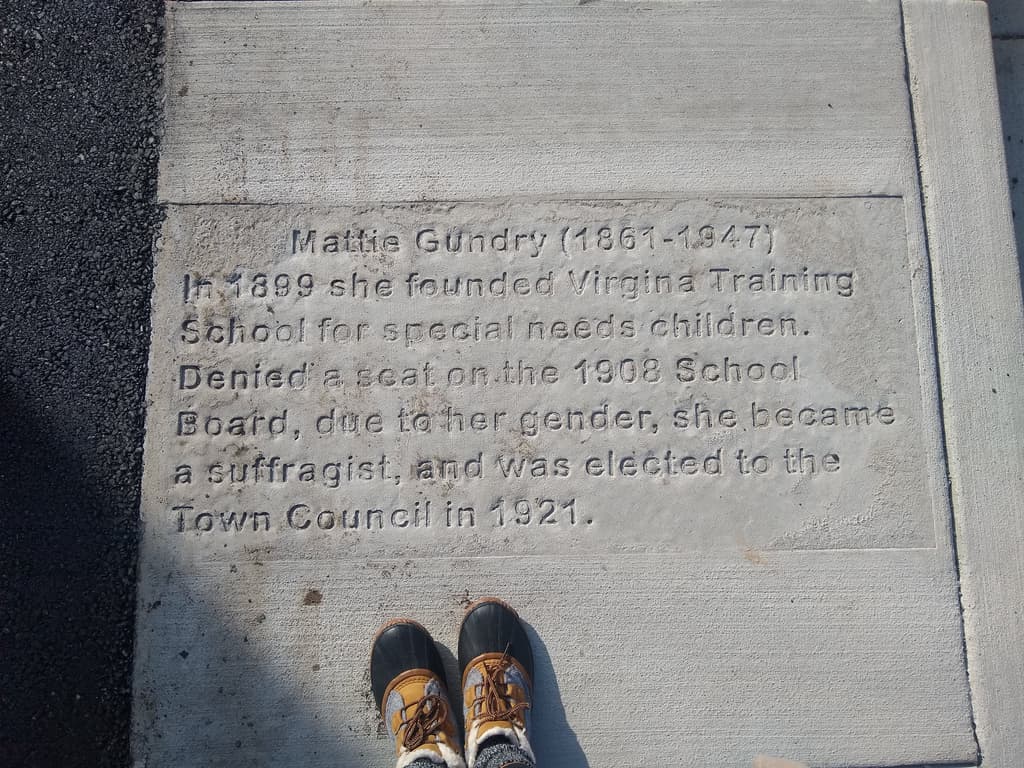 Mattie Gundry (1861-1947)
In 1899 she founded Virgina Training
School for special needs children.
Denied a seat on the 1908 School
Board, due to her gender, she became
a suffragist, and was elected to the
Town Council in 1921.